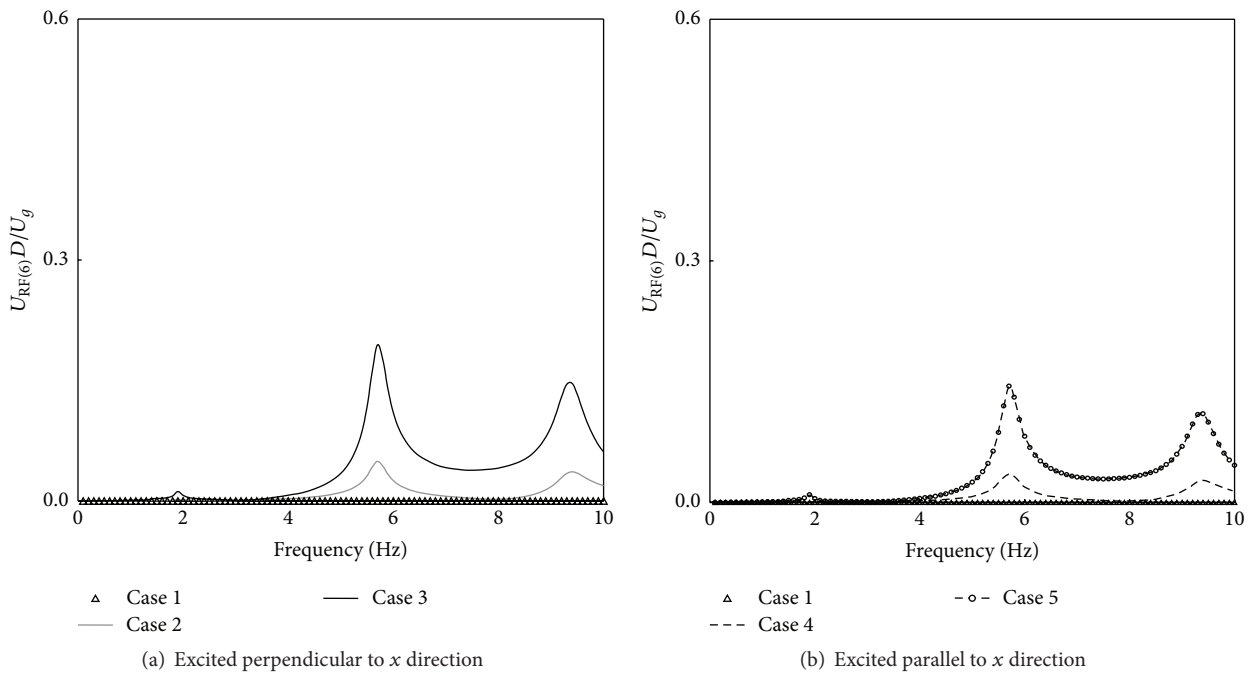 0.6
0.3
0.0
U_RF(6)D/U_g
0 2 4 6 8 10
Frequency (Hz)
Case 1 Case 3
Case 2
(a) Excited perpendicular to x direction
0.6
0.3
0.0
U_RF(6)D/U_g
0 2 4 6 8 10
Frequency (Hz)
Case 1 Case 5
Case 4
(b) Excited parallel to x direction